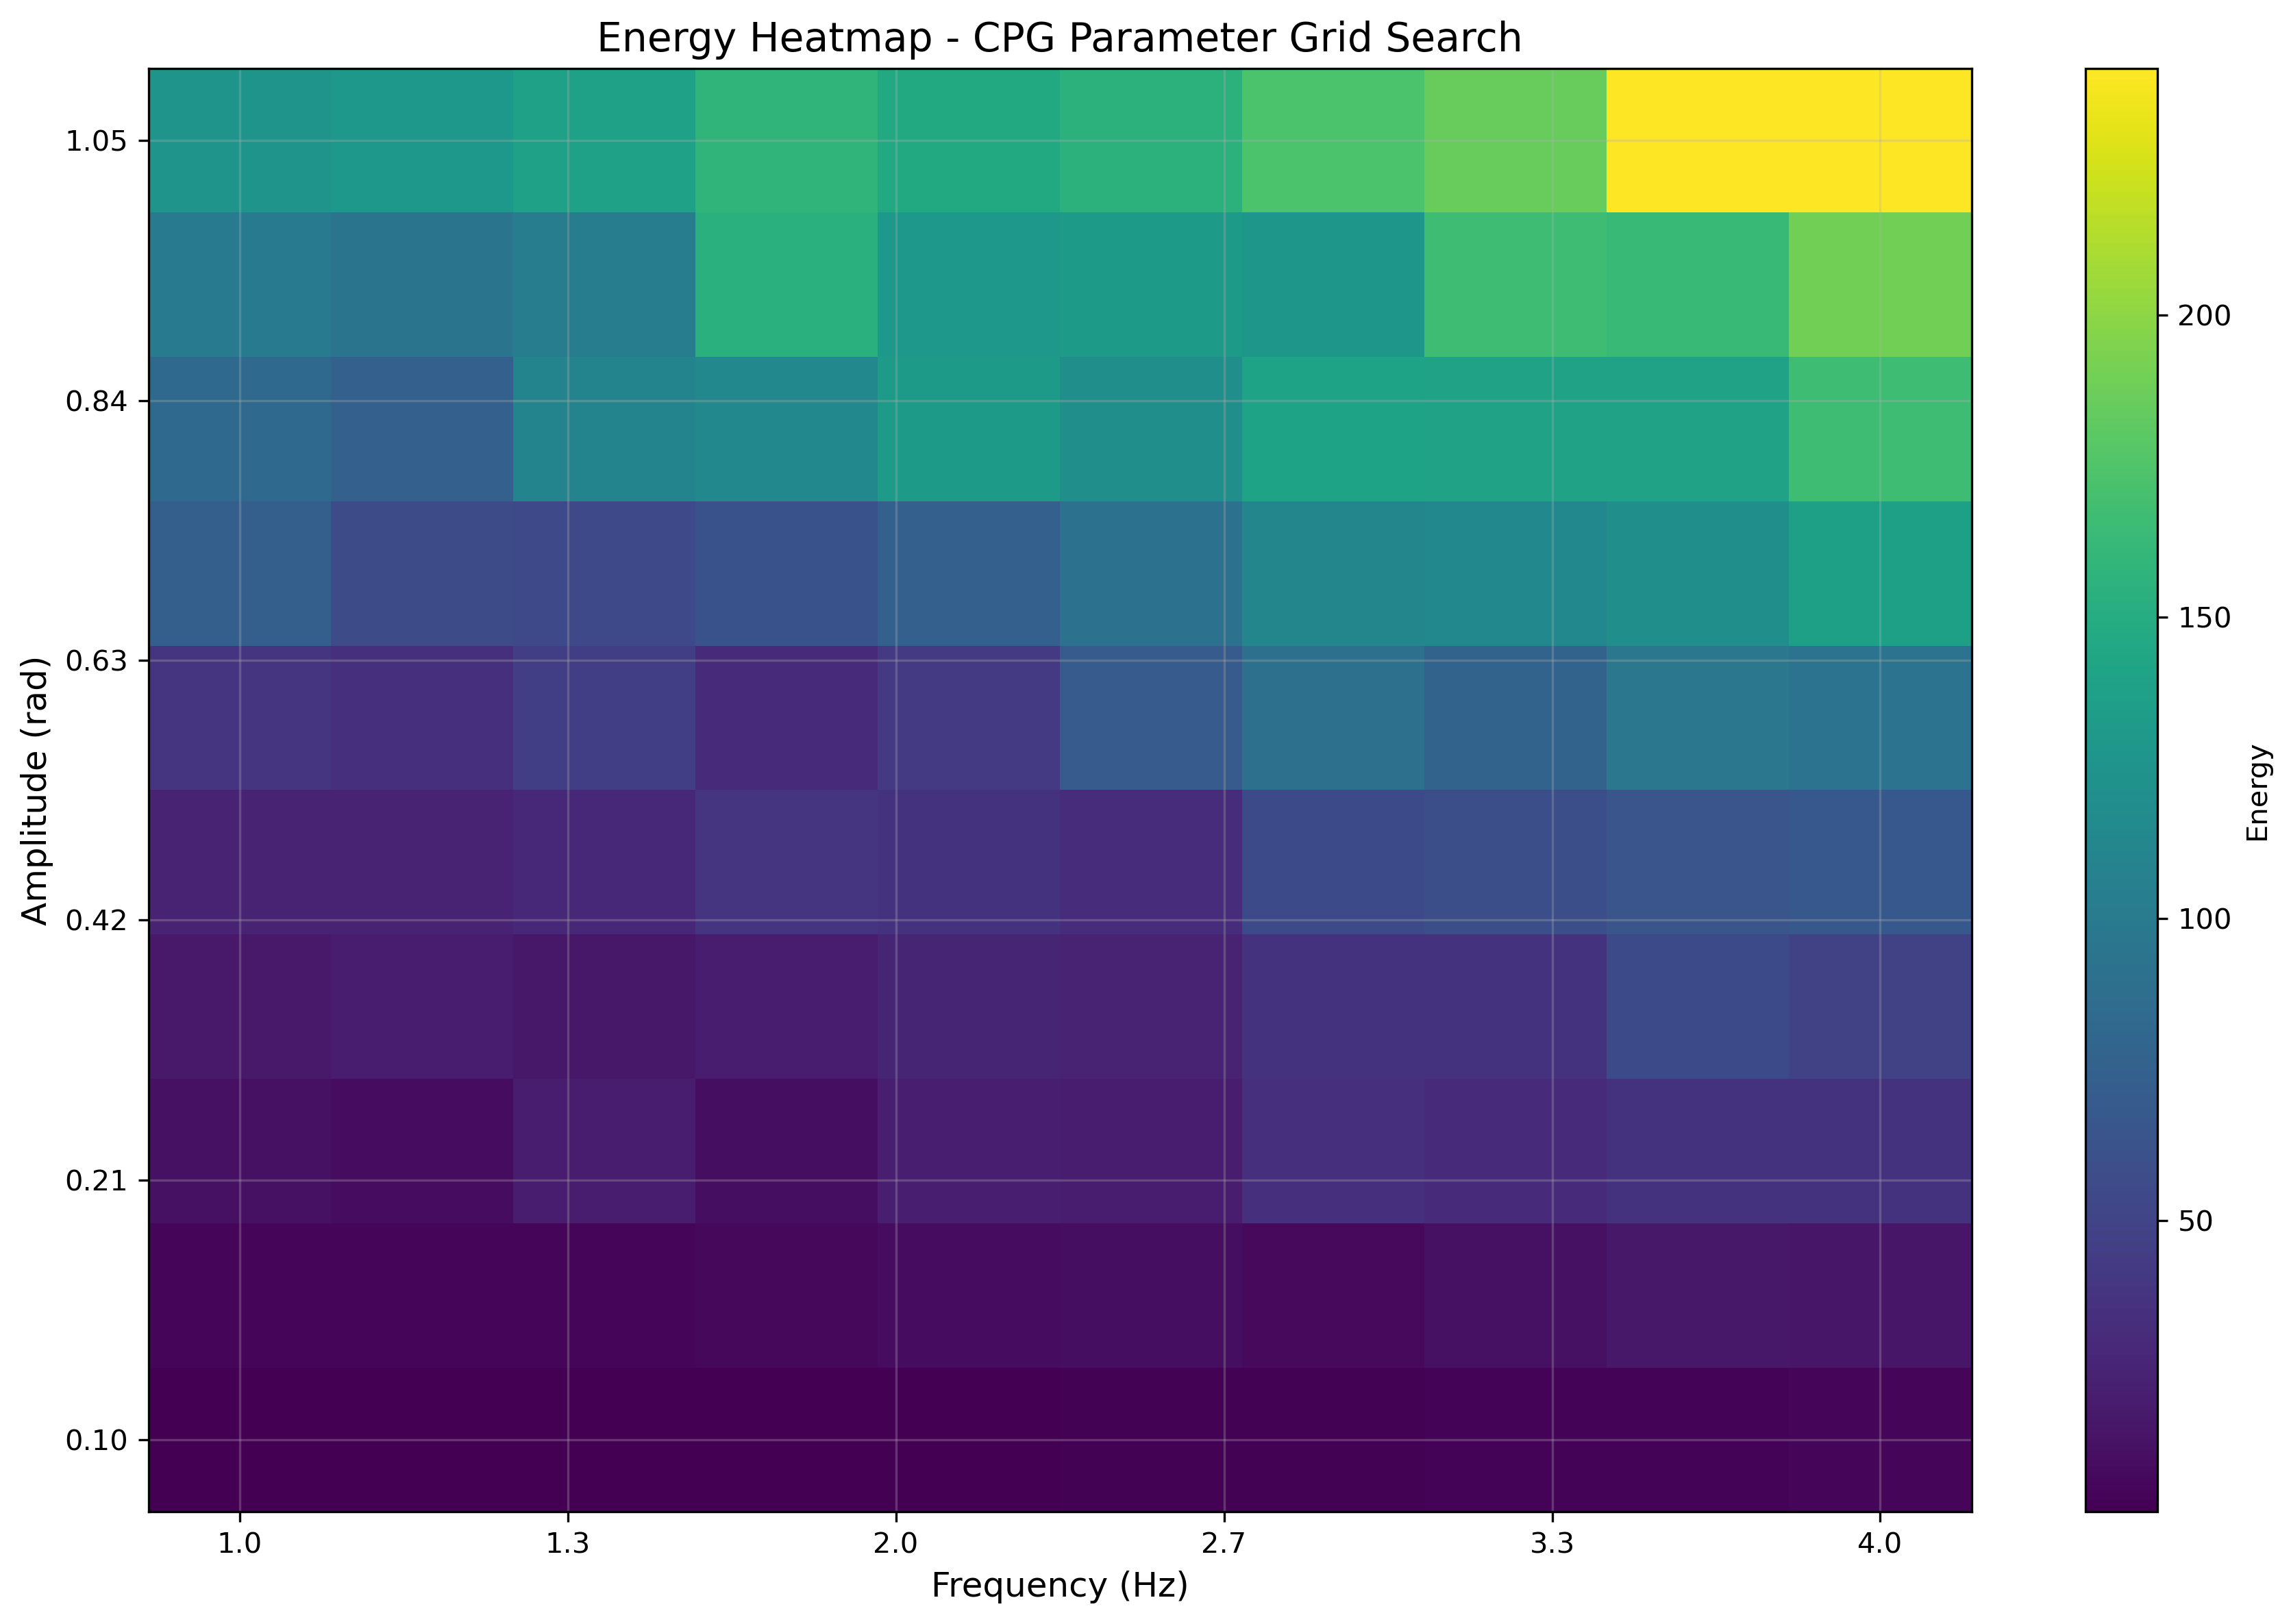 Energy Heatmap - CPG Parameter Grid Search
1.05
0.84
0.63
0.42
0.21
0.10
Amplitude (rad)
1.0 1.3 2.0 2.7 3.3 4.0
Frequency (Hz)
200
150
100
50
Energy